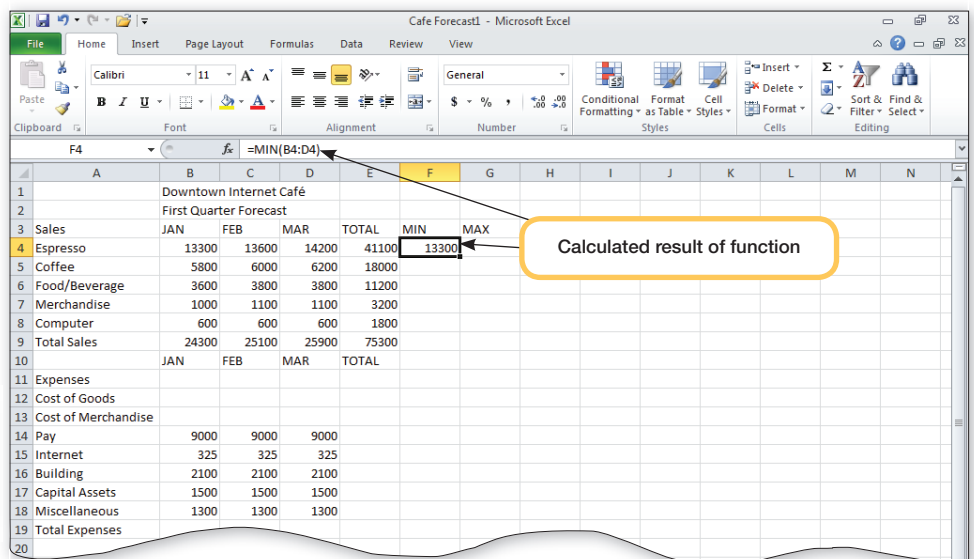 Cafe Forecast1 - Microsoft Excel
File Home Insert Page Layout Formulas Data Review View
Paste
Calibri 11 A A
B I U A
General
$ % , .0 .00 .00 .0
Conditional Formatting Format as Table Cell Styles
Insert
Delete
Format
Σ
Sort & Filter Find & Select
Clipboard Font Alignment Number Styles Cells Editing
F4 fx =MIN(B4:D4)
A B C D E F G H I J K L M N
1 Downtown Internet Café
2 First Quarter Forecast
3 Sales JAN FEB MAR TOTAL MIN MAX
4 Espresso 13300 13600 14200 41100 13300
Calculated result of function
5 Coffee 5800 6000 6200 18000
6 Food/Beverage 3600 3800 3800 11200
7 Merchandise 1000 1100 1100 3200
8 Computer 600 600 600 1800
9 Total Sales 24300 25100 25900 75300
10 JAN FEB MAR TOTAL
11 Expenses
12 Cost of Goods
13 Cost of Merchandise
14 Pay 9000 9000 9000
15 Internet 325 325 325
16 Building 2100 2100 2100
17 Capital Assets 1500 1500 1500
18 Miscellaneous 1300 1300 1300
19 Total Expenses
20